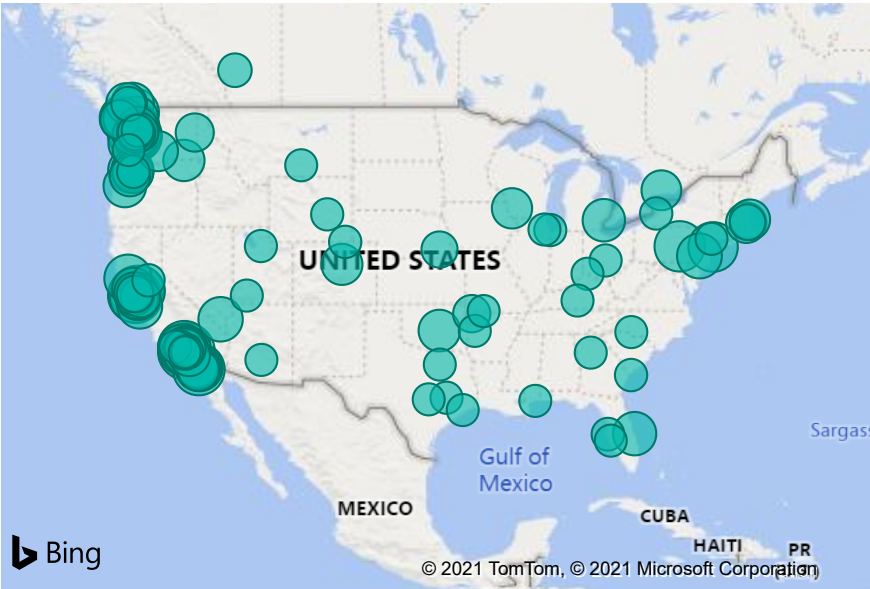 UNITED STATES
Sargass
Gulf of
Mexico
MEXICO
CUBA
HAITI
PR
Bing
© 2021 TomTom, © 2021 Microsoft Corporation